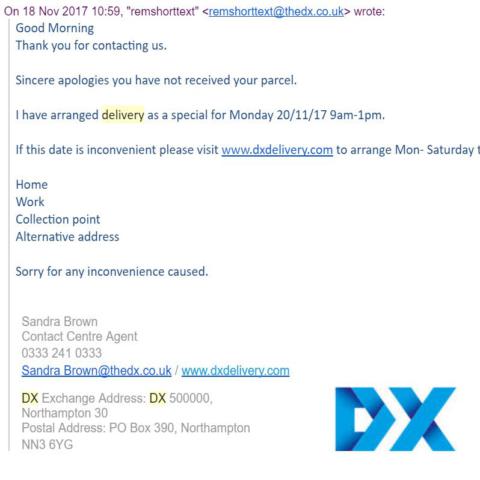 On 18 Nov 2017 10:59, "remshorttext" <remshorttext@thedx.co.uk> wrote:
Good Morning
Thank you for contacting us.
Sincere apologies you have not received your parcel.
I have arranged delivery as a special for Monday 20/11/17 9am-1pm.
If this date is inconvenient please visit www.dxdelivery.com to arrange Mon- Saturday t
Home
Work
Collection point
Alternative address
Sorry for any inconvenience caused.
Sandra Brown
Contact Centre Agent
0333 241 0333
Sandra Brown@thedx.co.uk / www.dxdelivery.com
DX Exchange Address: DX 500000,
Northampton 30
Postal Address: PO Box 390, Northampton
NN3 6YG
DX